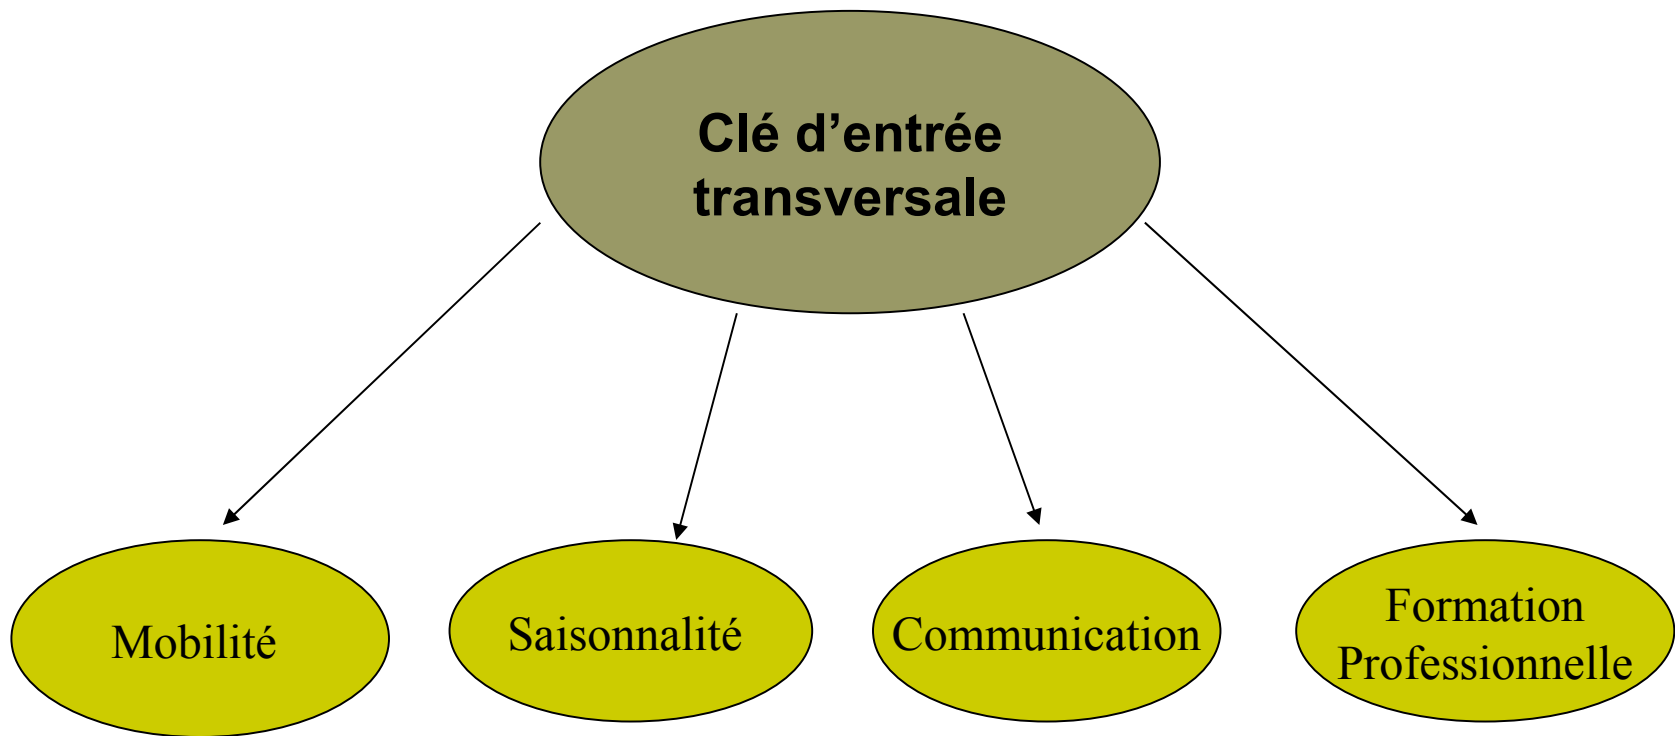 Clé d’entrée
transversale
Mobilité
Saisonnalité
Communication
Formation
Professionnelle